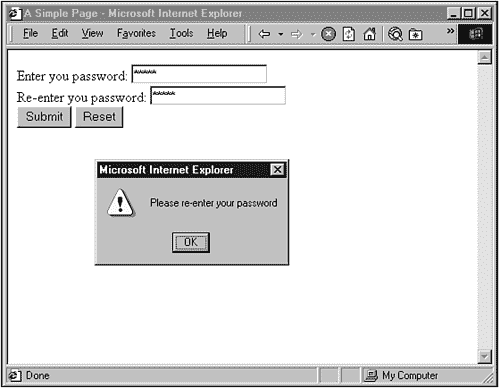 A Simple Page - Microsoft Internet Explorer
File Edit View Favorites Tools Help »
Enter you password: *****
Re-enter you password: *****
Submit Reset
Microsoft Internet Explorer
Please re-enter your password
OK
Done My Computer